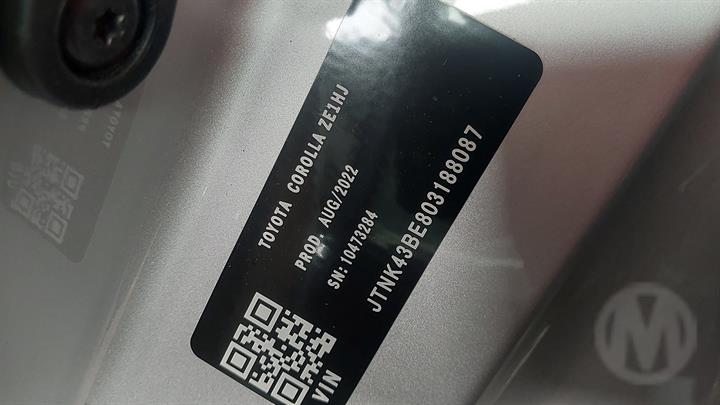 TOYOTA COROLLA ZE1HJ
PROD. AUG/2022
SN: 10473284
JTNK43BE803188087
VIN
M